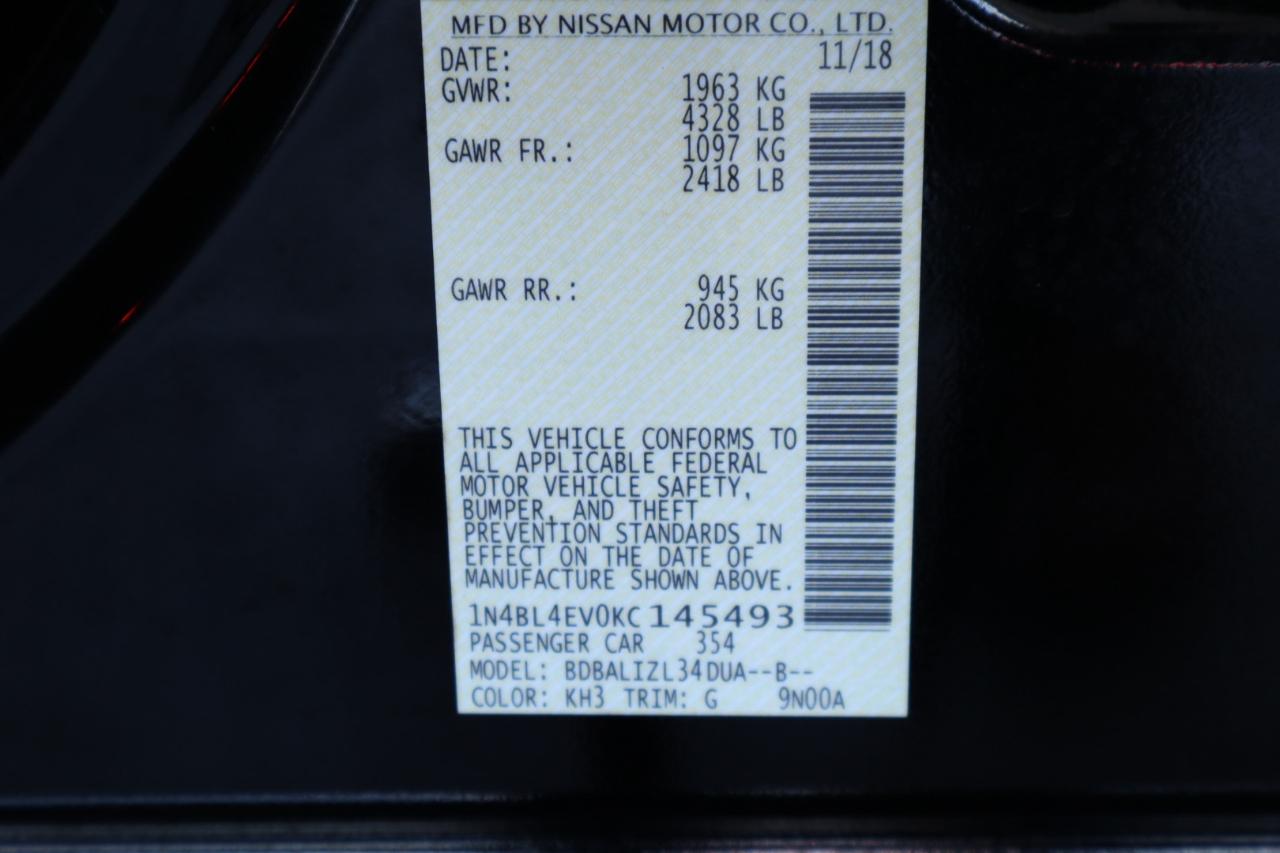 MFD BY NISSAN MOTOR CO., LTD.
DATE: 11/18
GVWR: 1963 KG
4328 LB
GAWR FR.: 1097 KG
2418 LB
GAWR RR.: 945 KG
2083 LB
THIS VEHICLE CONFORMS TO
ALL APPLICABLE FEDERAL
MOTOR VEHICLE SAFETY,
BUMPER, AND THEFT
PREVENTION STANDARDS IN
EFFECT ON THE DATE OF
MANUFACTURE SHOWN ABOVE.
1N4BL4EV0KC145493
PASSENGER CAR 354
MODEL: BDBALIZL34DUA--B--
COLOR: KH3 TRIM: G 9N00A